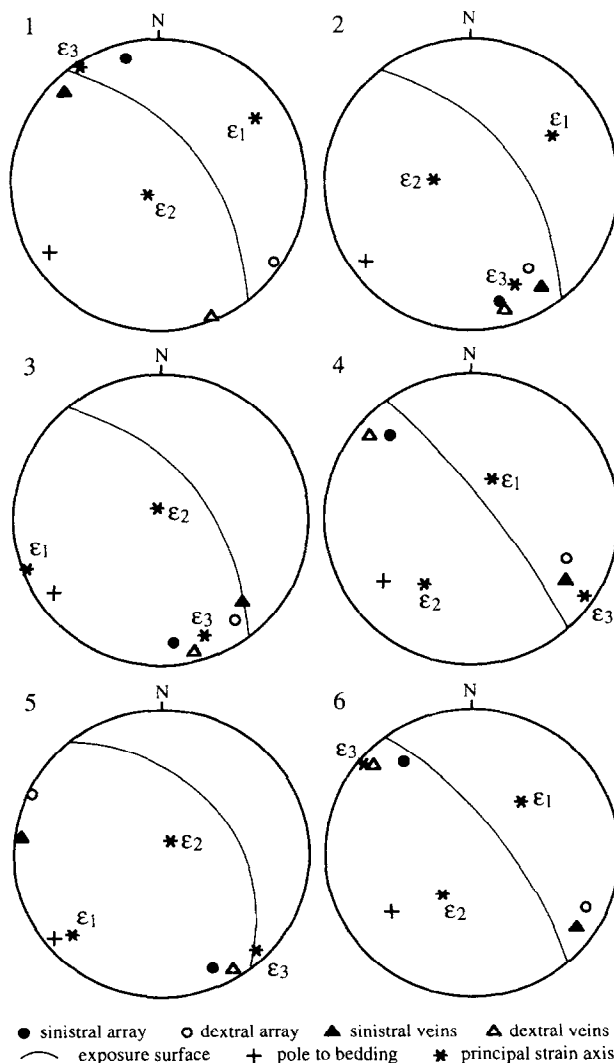 1
N
ε3
ε1
ε2
2
N
ε1
ε2
ε3
3
N
ε2
ε1
ε3
4
N
ε1
ε2
ε3
5
N
ε2
ε1
ε3
6
N
ε3
ε1
ε2
● sinistral array ○ dextral array ▲ sinistral veins △ dextral veins
exposure surface + pole to bedding * principal strain axis